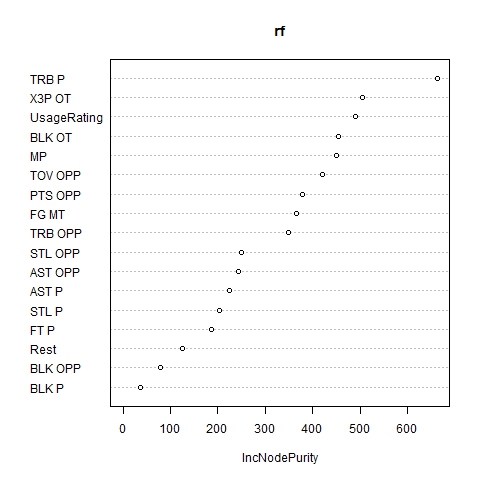 rf
TRB P
X3P OT
UsageRating
BLK OT
MP
TOV OPP
PTS OPP
FG MT
TRB OPP
STL OPP
AST OPP
AST P
STL P
FT P
Rest
BLK OPP
BLK P
0 100 200 300 400 500 600
IncNodePurity